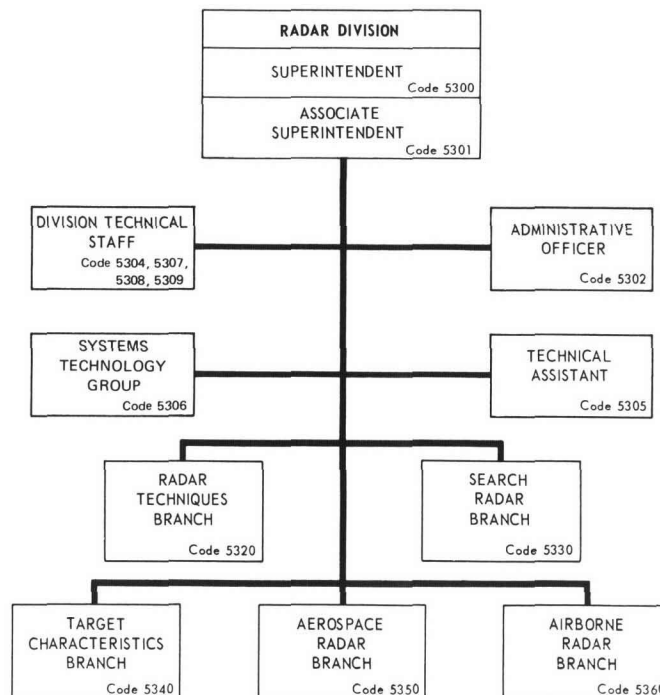 RADAR DIVISION
SUPERINTENDENT
Code 5300
ASSOCIATE
SUPERINTENDENT
Code 5301
DIVISION TECHNICAL
STAFF
Code 5304, 5307,
5308, 5309
ADMINISTRATIVE
OFFICER
Code 5302
SYSTEMS
TECHNOLOGY
GROUP
Code 5306
TECHNICAL
ASSISTANT
Code 5305
RADAR
TECHNIQUES
BRANCH
Code 5320
SEARCH
RADAR
BRANCH
Code 5330
TARGET
CHARACTERISTICS
BRANCH
Code 5340
AEROSPACE
RADAR
BRANCH
Code 5350
AIRBORNE
RADAR
BRANCH
Code 5360